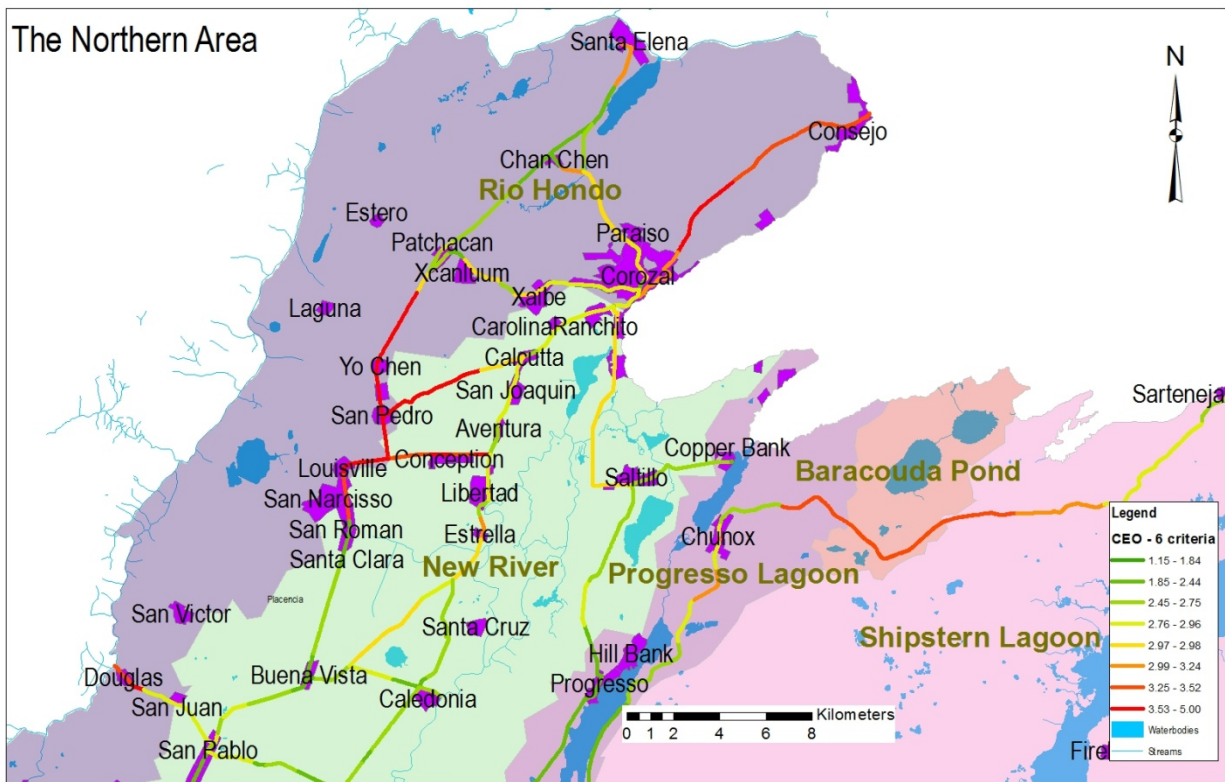 The Northern Area
Santa Elena
N
Consejo
Chan Chen
Rio Hondo
Estero
Paraiso
Patchacan
Xcanluum
Corozal
Xaibe
Laguna
Carolina
Ranchito
Calcutta
Yo Chen
San Joaquin
Sarteneja
San Pedro
Aventura
Copper Bank
Louisville
Conception
Saltillo
Baracouda Pond
San Narcisso
Libertad
San Roman
Estrella
Chunox
Santa Clara
New River
Progresso Lagoon
Placencia
San Victor
Santa Cruz
Shipstern Lagoon
Hill Bank
Douglas
Buena Vista
Progresso
San Juan
Caledonia
San Pablo
Kilometers
0 1 2 4 6 8
Legend
CEO - 6 criteria
1.15 - 1.84
1.85 - 2.44
2.45 - 2.75
2.76 - 2.96
2.97 - 2.98
2.99 - 3.24
3.25 - 3.52
3.53 - 5.00
Waterbodies
Streams